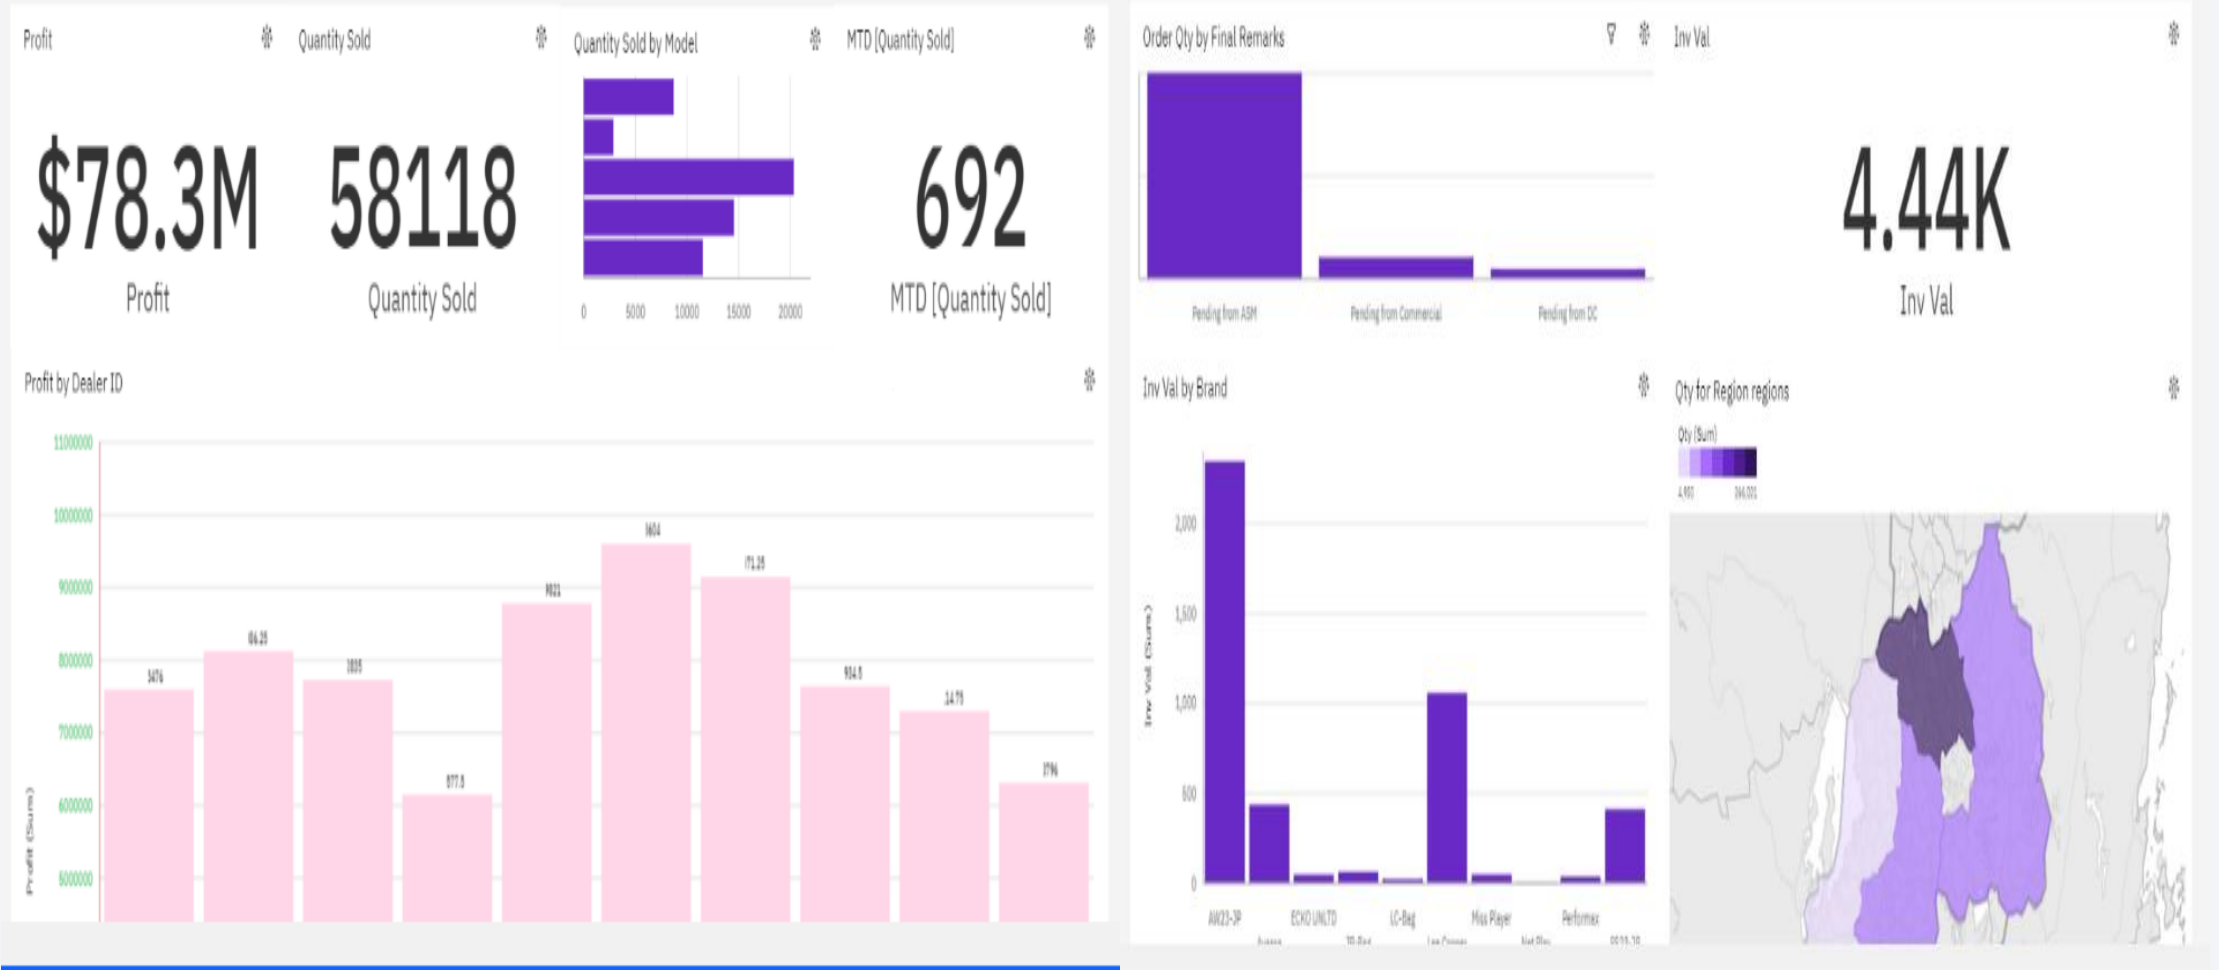 Profit
Quantity Sold
Quantity Sold by Model
MTD [Quantity Sold]
$78.3M
Profit
58118
Quantity Sold
0 5000 10000 15000 20000
692
MTD [Quantity Sold]
Profit by Dealer ID
11000000
10000000
9000000
8000000
7000000
6000000
5000000
Profit (Sum)
934.5
Order Qty by Final Remarks
Pending from ASM
Pending from Commercial
Pending from DC
Inv Val
4.44K
Inv Val
Inv Val by Brand
Inv Val (Sum)
2,000
1,500
1,000
500
0
AW23-JP
ECKO UNLTD
LC-Bag
Miss Player
Performax
Qty for Region regions
Qty (Sum)